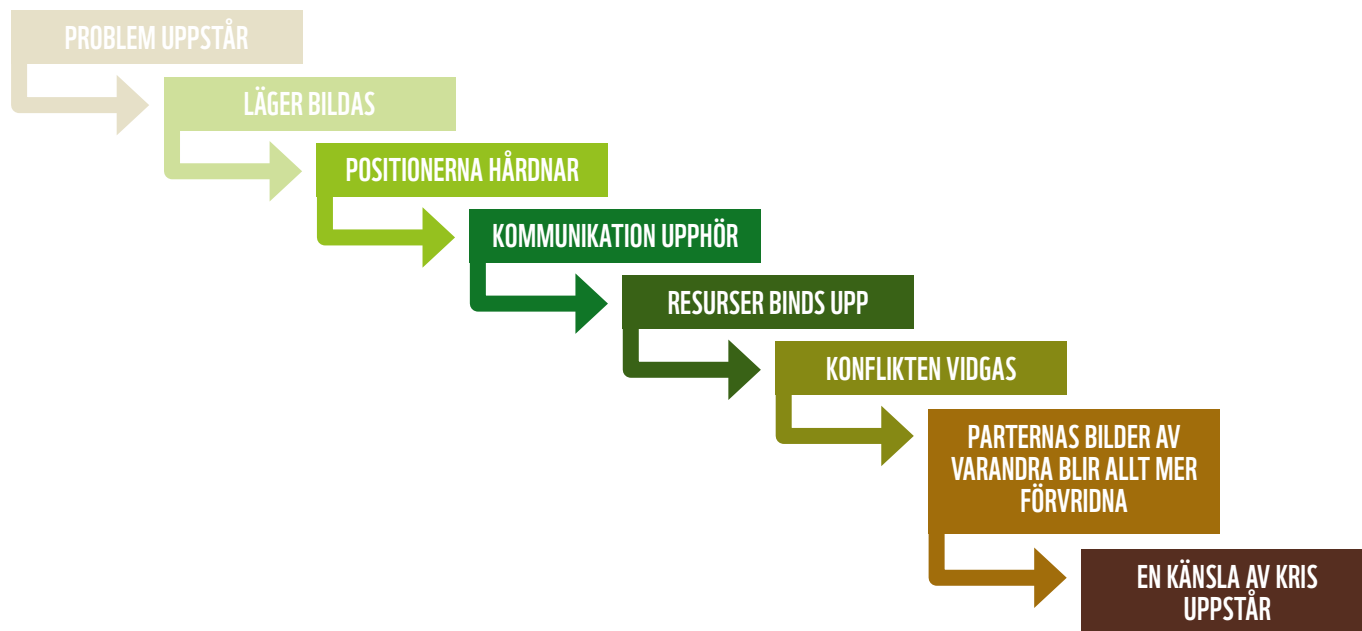 PROBLEM UPPSTÅR
LÄGER BILDAS
POSITIONERNA HÅRDNAR
KOMMUNIKATION UPPHÖR
RESURSER BINDS UPP
KONFLIKTEN VIDGAS
PARTERNAS BILDER AV
VARANDRA BLIR ALLT MER
FÖRVRIDNA
EN KÄNSLA AV KRIS
UPPSTÅR